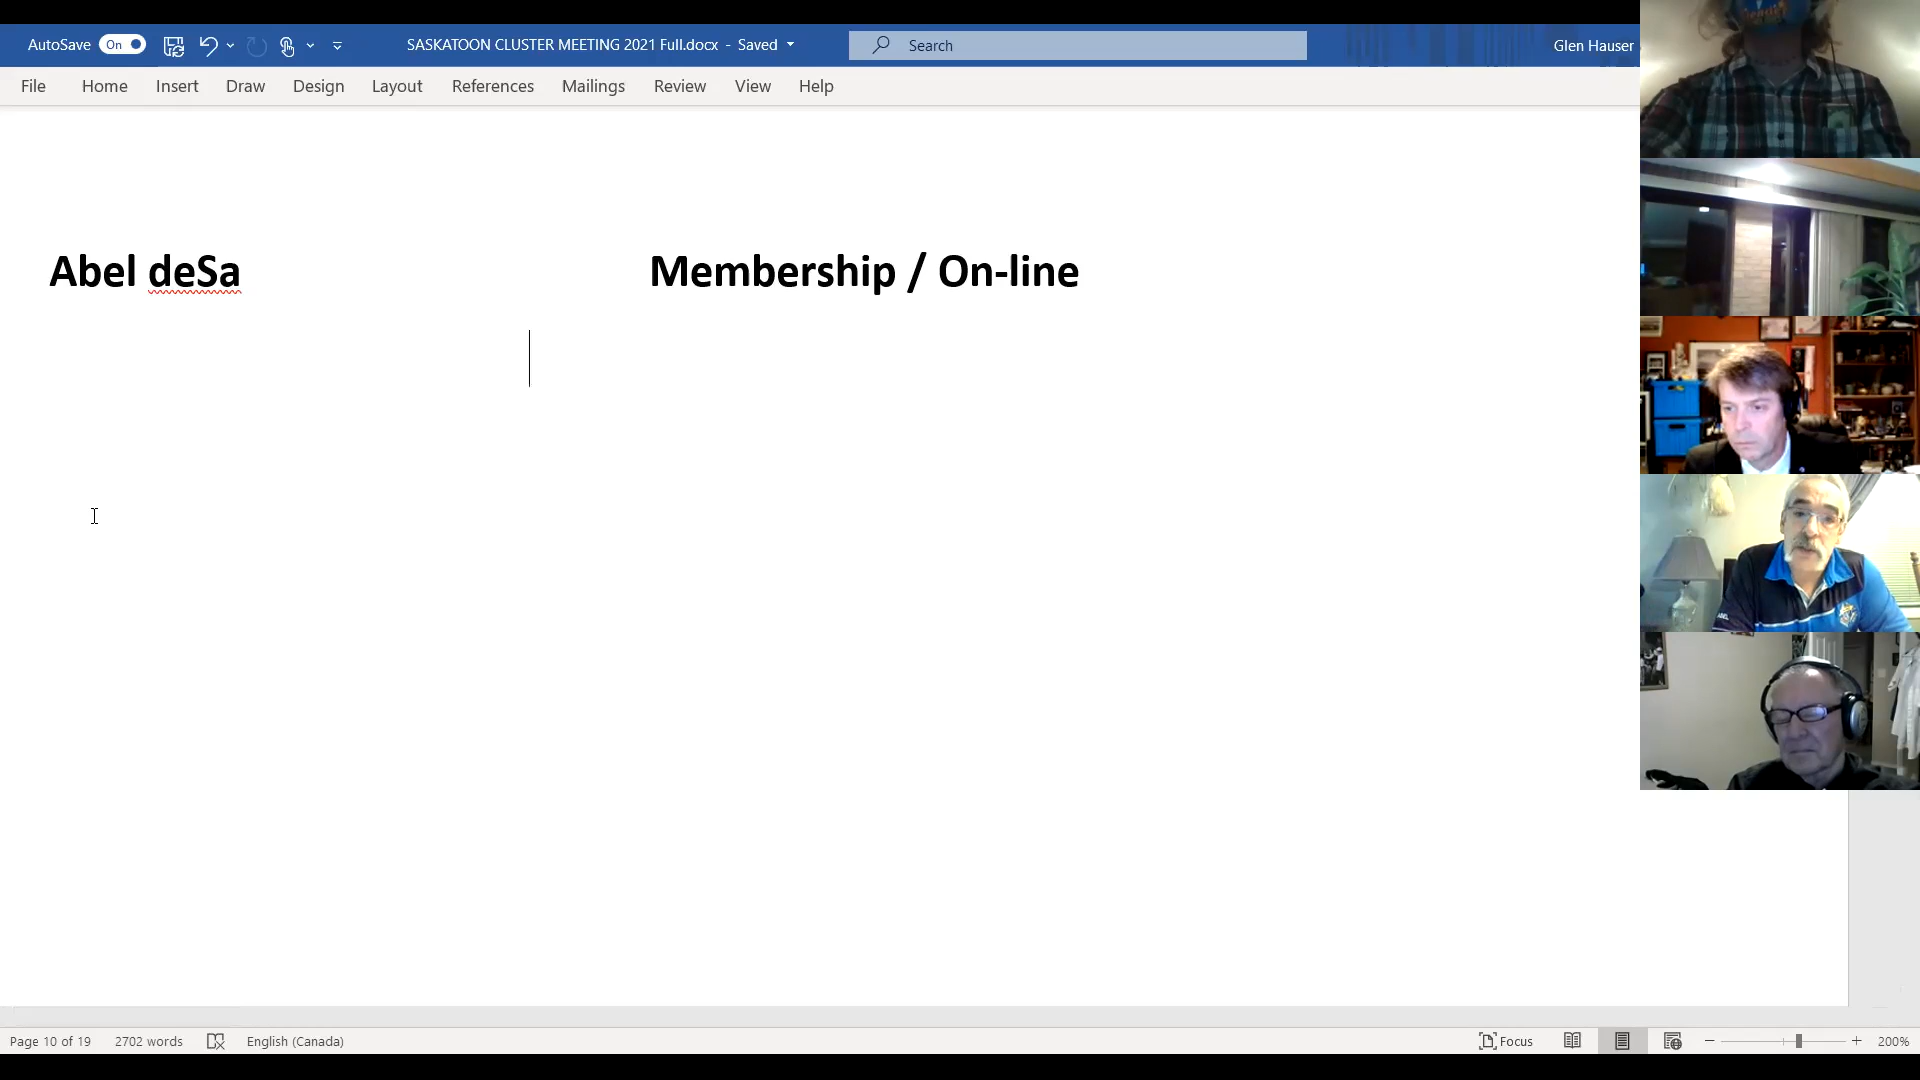 AutoSave On SASKATOON CLUSTER MEETING 2021 Full.docx - Saved Search Glen Hauser
File Home Insert Draw Design Layout References Mailings Review View Help
Abel deSa Membership / On-line
Page 10 of 19 2702 words English (Canada) Focus 200%